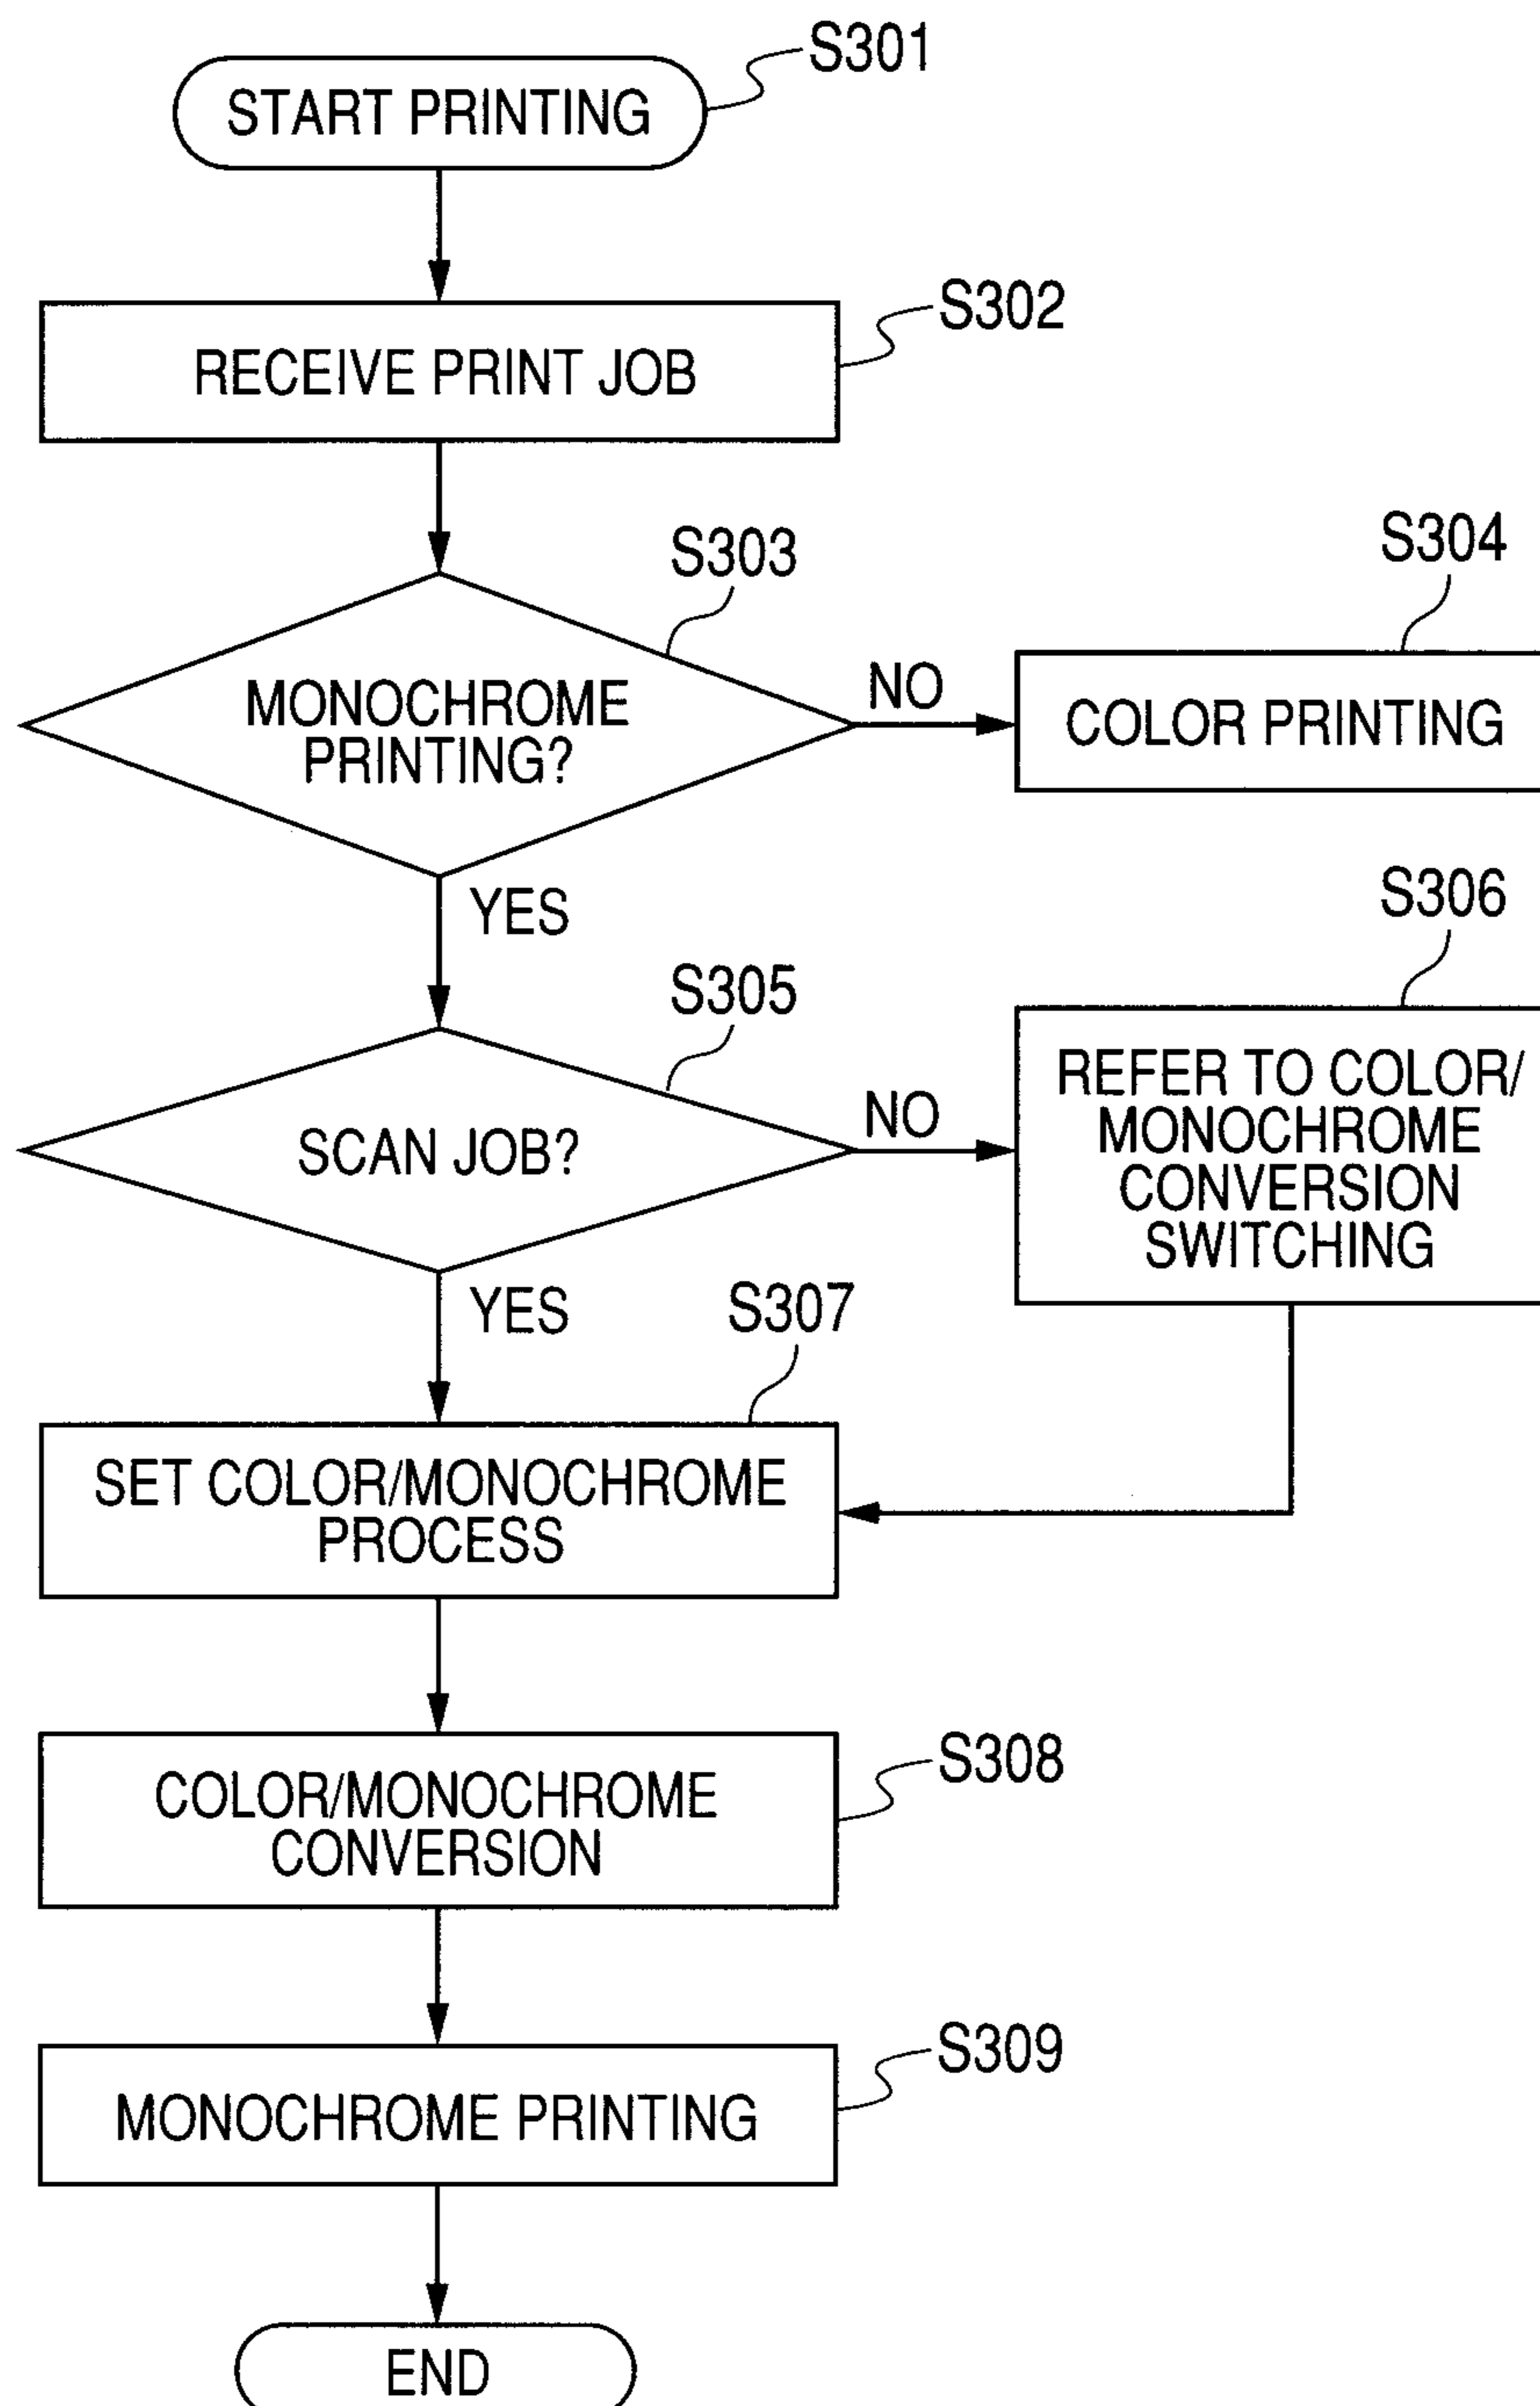 S301
START PRINTING
S302
RECEIVE PRINT JOB
S303
S304
MONOCHROME
PRINTING?
NO
COLOR PRINTING
YES
S306
S305
SCAN JOB?
NO
REFER TO COLOR/
MONOCHROME
CONVERSION
SWITCHING
YES
S307
SET COLOR/MONOCHROME
PROCESS
S308
COLOR/MONOCHROME
CONVERSION
S309
MONOCHROME PRINTING
END